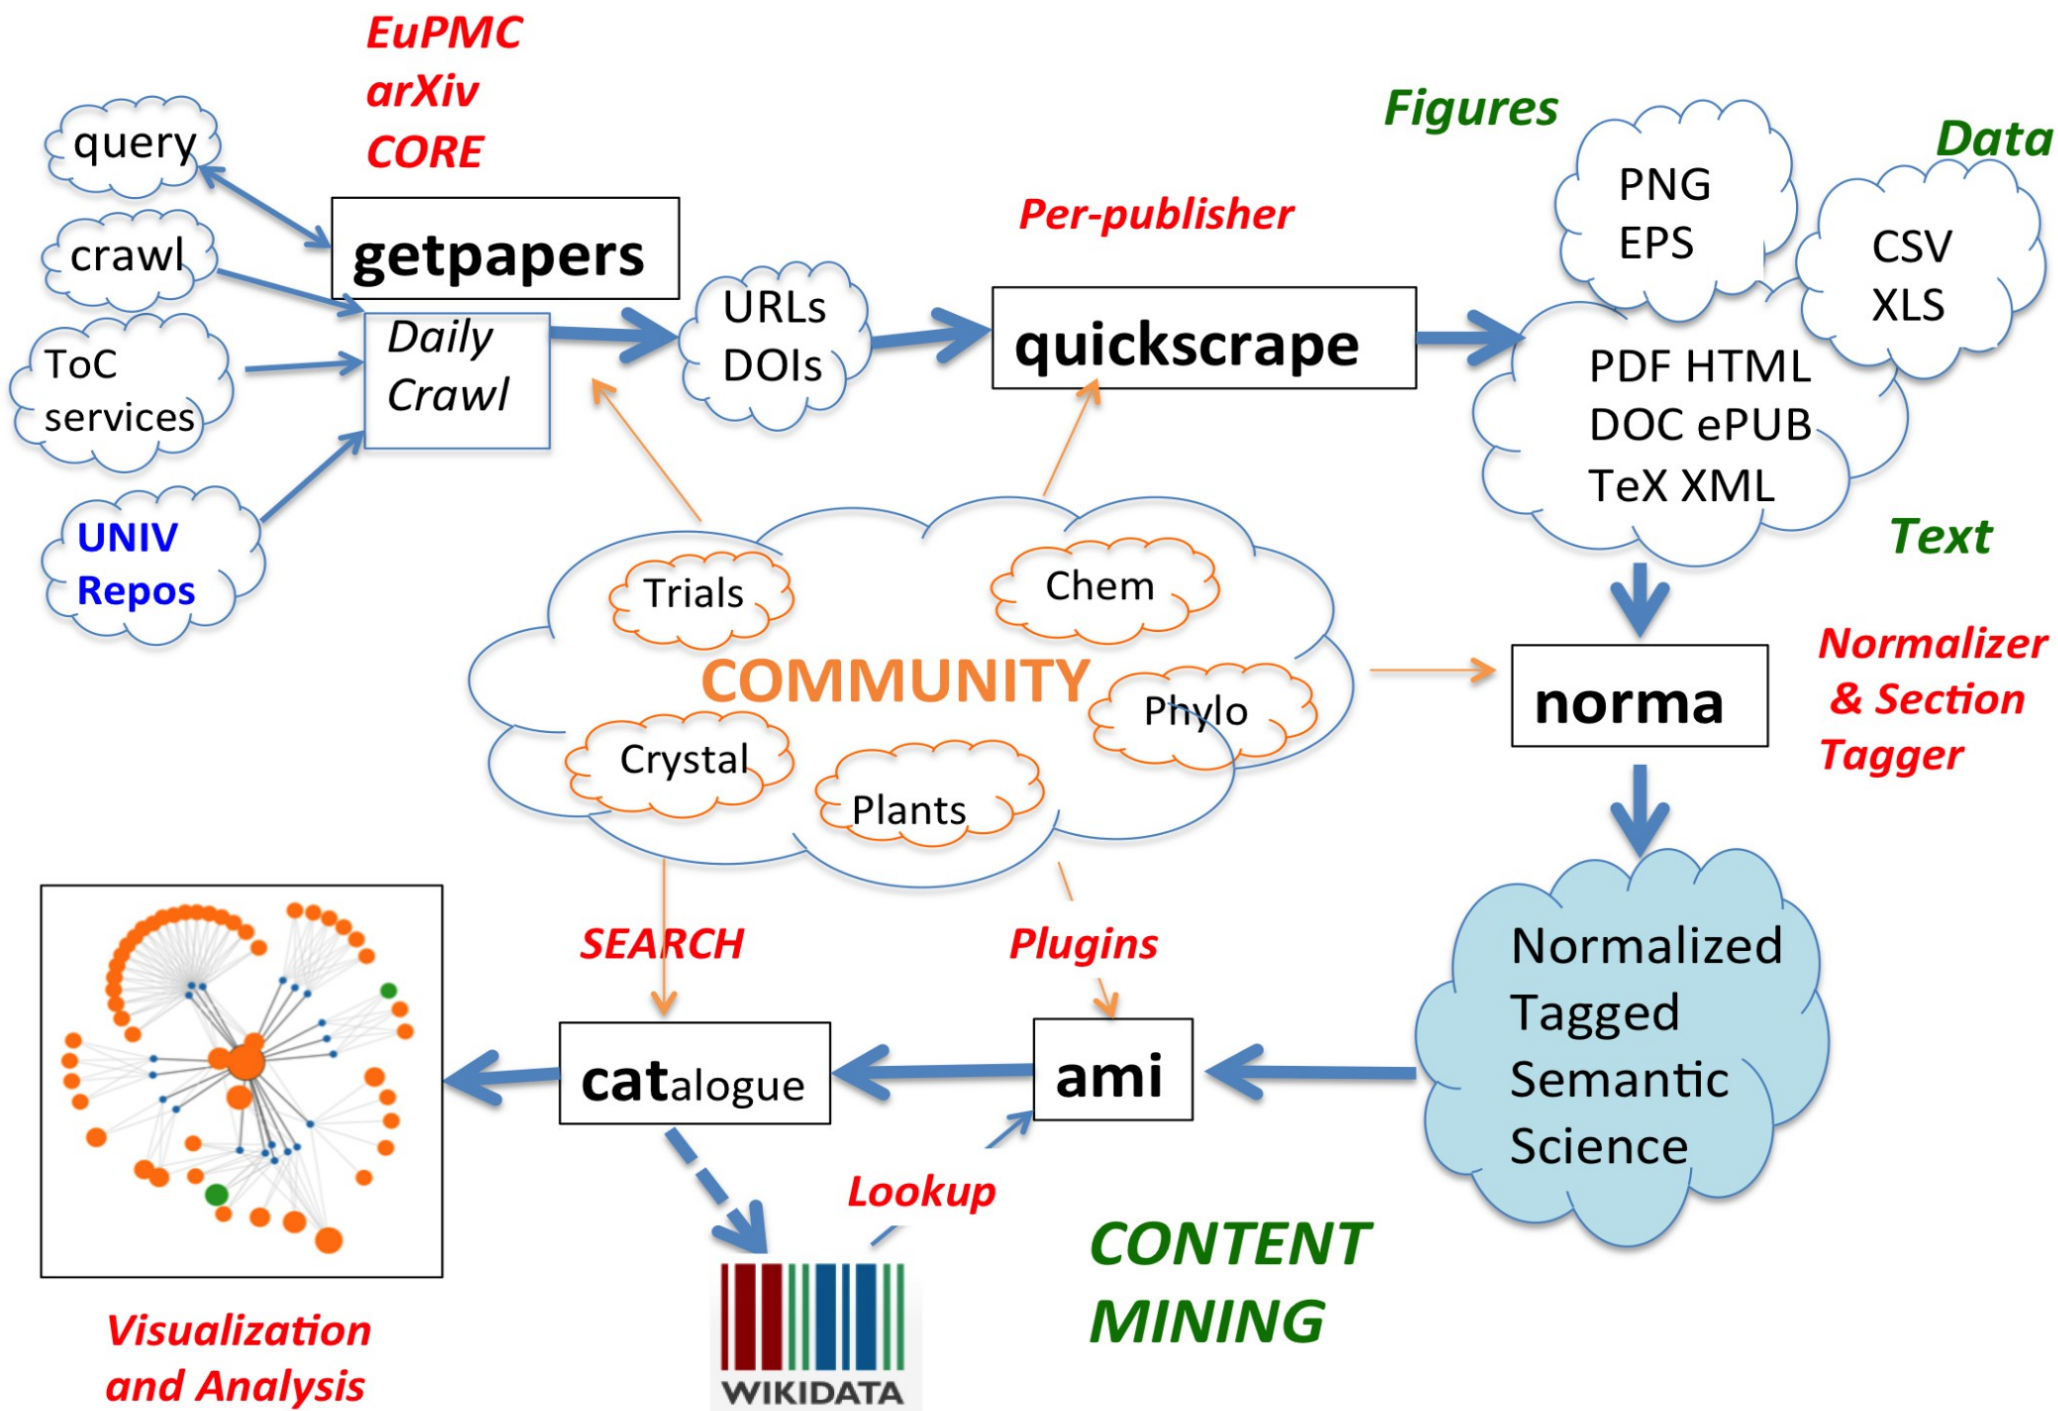 EuPMC
arXiv
CORE
query
crawl
ToC
services
UNIV
Repos
getpapers
Daily
Crawl
URLs
DOIs
Per-publisher
quickscrape
Figures
PNG
EPS
Data
CSV
XLS
PDF HTML
DOC ePUB
TeX XML
Text
Trials
Chem
COMMUNITY
Phylo
Crystal
Plants
norma
Normalizer
& Section
Tagger
Normalized
Tagged
Semantic
Science
SEARCH
Plugins
catalogue
ami
Lookup
WIKIDATA
CONTENT
MINING
Visualization
and Analysis